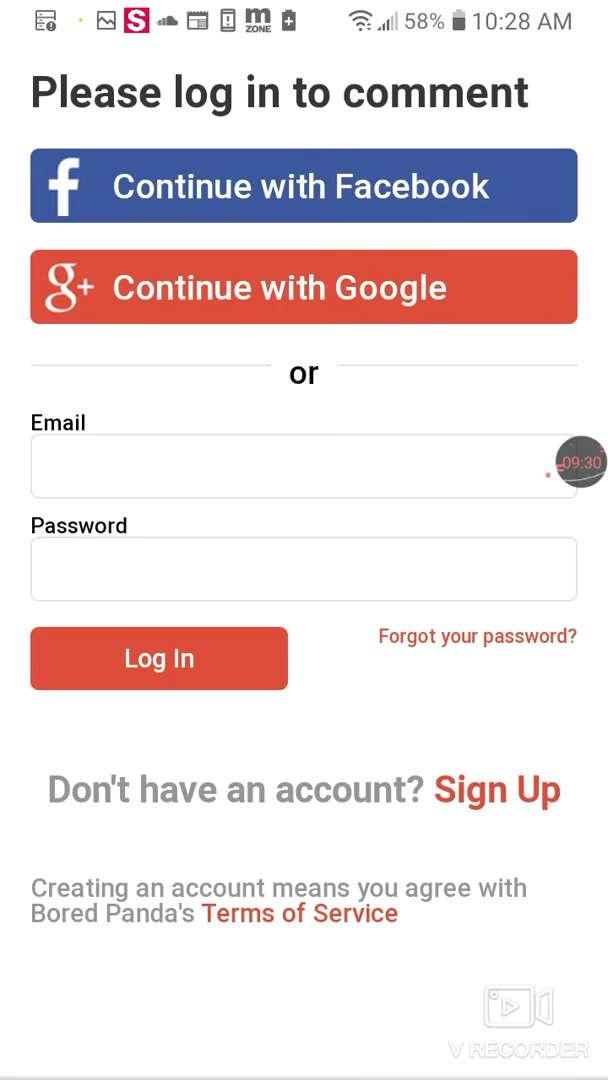 58% 10:28 AM
m
ZONE
S
Please log in to comment
f Continue with Facebook
g+ Continue with Google
or
Email
09:30
Password
Log In
Forgot your password?
Don't have an account? Sign Up
Creating an account means you agree with
Bored Panda's Terms of Service
V RECORDER